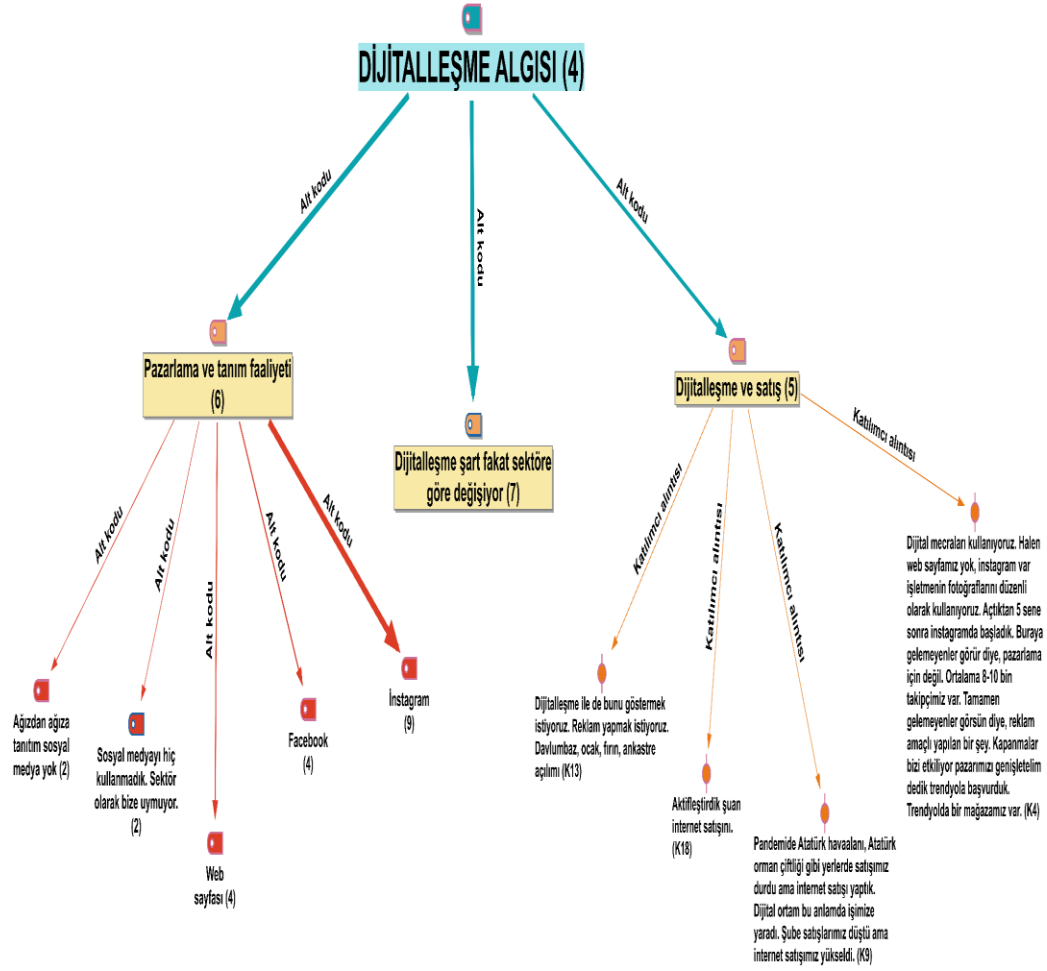 DİJİTALLEŞME ALGISI (4)
Alt kodu
Alt kodu
Alt kodu
Pazarlama ve tanım faaliyeti
(6)
Dijitalleşme şart fakat sektöre
göre değişiyor (7)
Dijitalleşme ve satış (5)
Alt kodu
Alt kodu
Alt kodu
Alt kodu
Alt kodu
Ağızdan ağıza
tanıtım sosyal
medya yok (2)
Sosyal medyayı hiç
kullanmadık. Sektör
olarak bize uymuyor.
(2)
Web
sayfası (4)
Facebook
(4)
İnstagram
(9)
Katılımcı alıntısı
Katılımcı alıntısı
Katılımcı alıntısı
Katılımcı alıntısı
Dijitalleşme ile de bunu göstermek
istiyoruz. Reklam yapmak istiyoruz.
Davlumbaz, ocak, fırın, ankastre
açılımı (K13)
Aktifleştirdik şuan
internet satışını.
(K18)
Pandemide Atatürk havaalanı, Atatürk
orman çiftliği gibi yerlerde satışımız
durdu ama internet satışı yaptık.
Dijital ortam bu anlamda işimize
yaradı. Şube satışlarımız düştü ama
internet satışımız yükseldi. (K9)
Dijital mecraları kullanıyoruz. Halen
web sayfamız yok, instagram var
işletmenin fotoğraflarını düzenli
olarak kullanıyoruz. Açtıktan 5 sene
sonra instagramda başladık. Buraya
gelemeyenler görür diye, pazarlama
için değil. Ortalama 8-10 bin
takipçimiz var. Tamamen
gelemeyenler görsün diye, reklam
amaçlı yapılan bir şey. Kapanmalar
bizi etkiliyor pazarımızı genişletelim
dedik trendyola başvurduk.
Trendyolda bir mağazamız var. (K4)